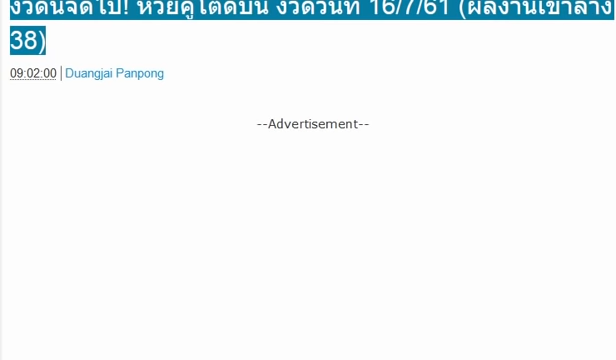 งวดนี้จัดไป! หวยคู่โต๊ดบน งวดวันที่ 16/7/61 (ผลงานเข้าล่าง
38)
09:02:00 | Duangjai Panpong
--Advertisement--